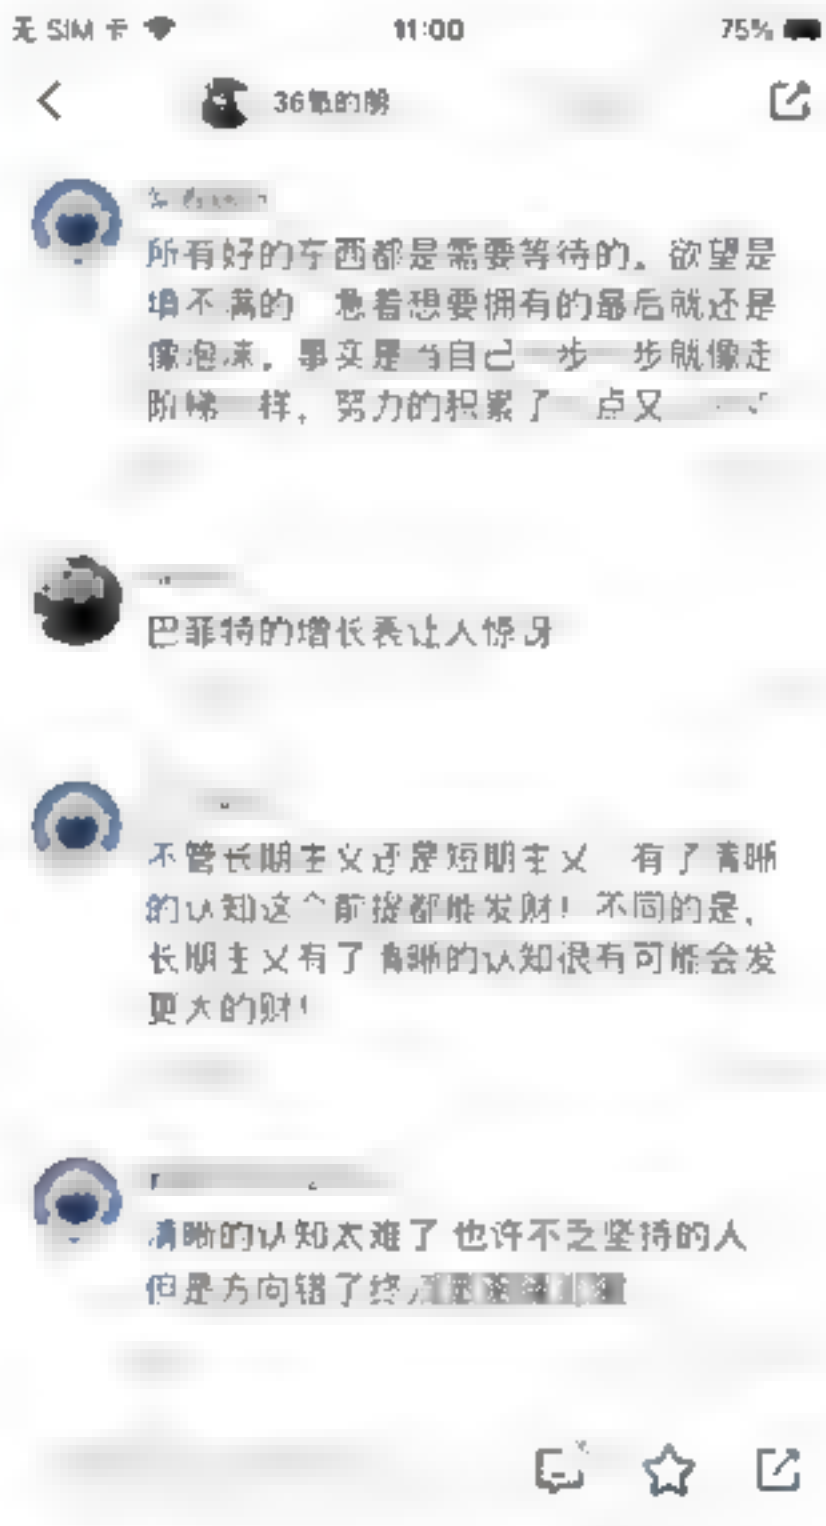 无 SIM 卡 11:00 75%
36氪的朋
所有好的东西都是需要等待的。欲望是
填不满的 急着想要拥有的最后就还是
像泡沫。事实是当自己一步一步就像走
阶梯一样,努力的积累了一点又
巴菲特的增长表让人惊讶
不管长期主义还是短期主义 有了清晰
的认知这个前提都能发财!不同的是,
长期主义有了清晰的认知很有可能会发
更大的财!
清晰的认知太难了 也许不乏坚持的人
但是方向错了终